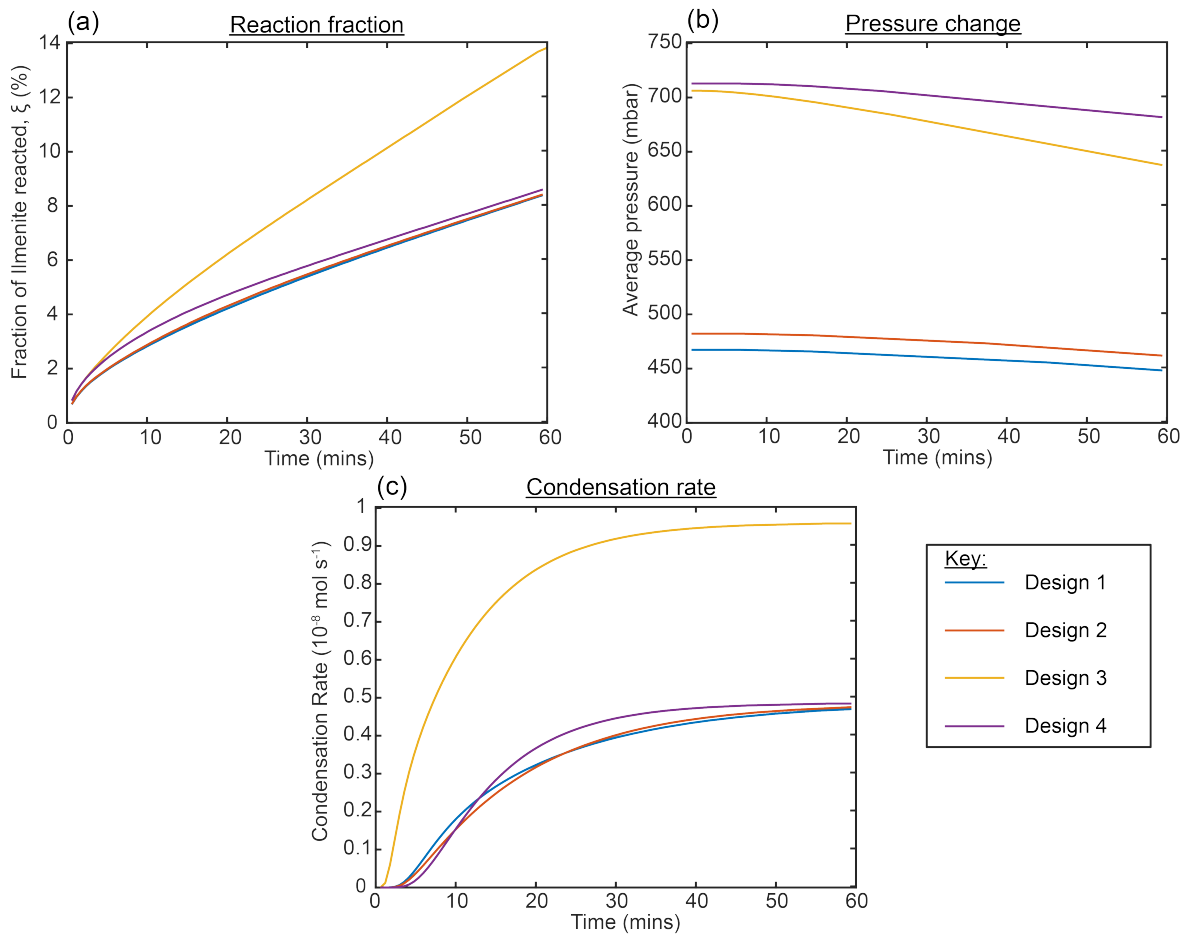 (a)
Reaction fraction
14
12
10
8
6
4
2
0
Fraction of Ilmenite reacted, ξ (%)
0 10 20 30 40 50 60
Time (mins)
(b)
Pressure change
750
700
650
600
550
500
450
400
Average pressure (mbar)
0 10 20 30 40 50 60
Time (mins)
(c)
Condensation rate
1
0.9
0.8
0.7
0.6
0.5
0.4
0.3
0.2
0.1
0
Condensation Rate (10⁻⁸ mol s⁻¹)
0 10 20 30 40 50 60
Time (mins)
Key:
Design 1
Design 2
Design 3
Design 4